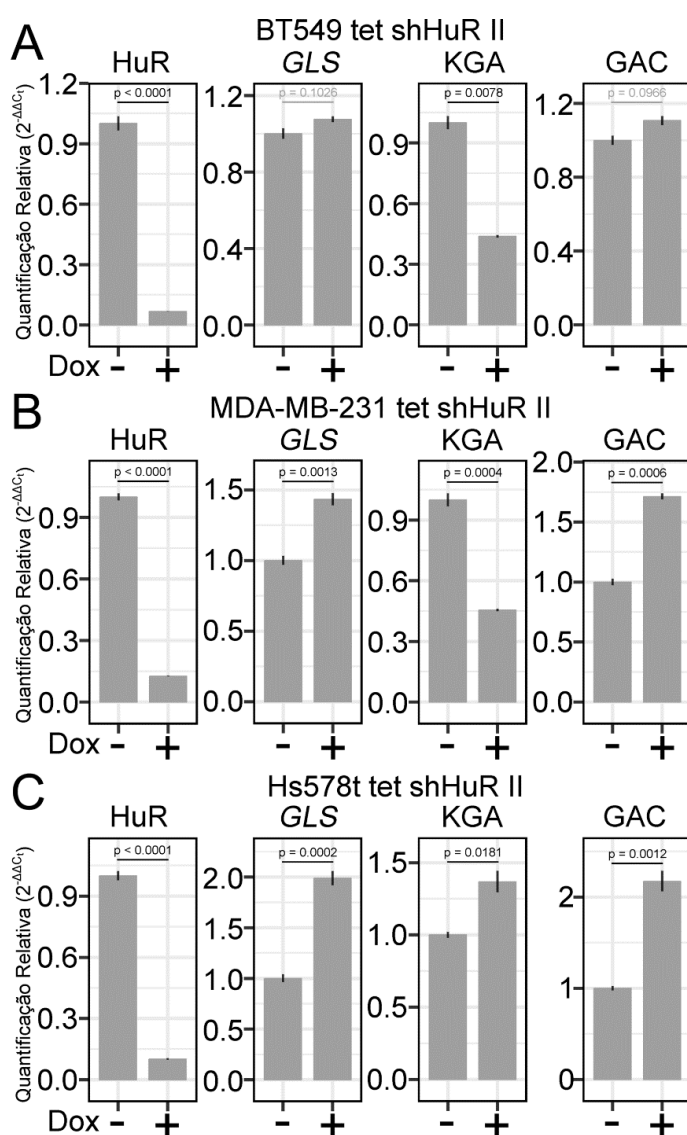 A
BT549 tet shHuR II
HuR GLS KGA GAC
Quantificação Relativa (2^-ΔΔCt)
p < 0.0001 p = 0.1026 p = 0.0078 p = 0.0966
1.2 0.9 0.6 0.3 0.0
1.2 0.8 0.4 0.0
0.9 0.6 0.3 0.0
1.2 0.8 0.4 0.0
Dox - + - + - + - +
B
MDA-MB-231 tet shHuR II
HuR GLS KGA GAC
Quantificação Relativa (2^-ΔΔCt)
p < 0.0001 p = 0.0013 p = 0.0004 p = 0.0006
0.9 0.6 0.3 0.0
1.5 1.0 0.5 0.0
0.9 0.6 0.3 0.0
2.0 1.5 1.0 0.5 0.0
Dox - + - + - + - +
C
Hs578t tet shHuR II
HuR GLS KGA GAC
Quantificação Relativa (2^-ΔΔCt)
p < 0.0001 p = 0.0002 p = 0.0181 p = 0.0012
0.9 0.6 0.3 0.0
2.0 1.5 1.0 0.5 0.0
1.5 1.0 0.5 0.0
2 1 0
Dox - + - + - + - +